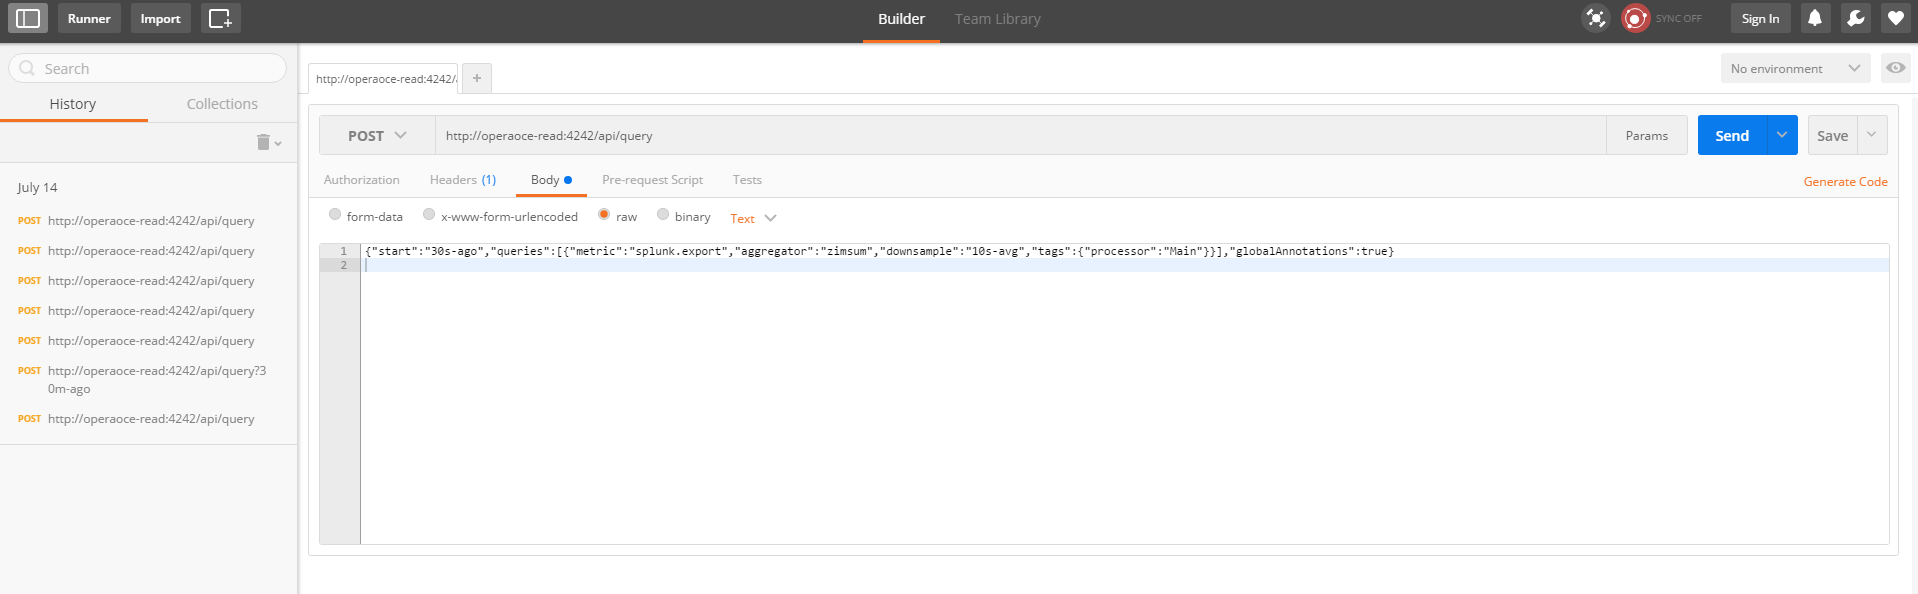 Runner Import Builder Team Library SYNC OFF Sign In
Search
History Collections
July 14
POST http://operaoce-read:4242/api/query
POST http://operaoce-read:4242/api/query
POST http://operaoce-read:4242/api/query
POST http://operaoce-read:4242/api/query
POST http://operaoce-read:4242/api/query
POST http://operaoce-read:4242/api/query?3
0m-ago
POST http://operaoce-read:4242/api/query
http://operaoce-read:4242/a + No environment
POST http://operaoce-read:4242/api/query Params Send Save
Authorization Headers (1) Body Pre-request Script Tests Generate Code
form-data x-www-form-urlencoded raw binary Text
1 {"start":"30s-ago","queries":[{"metric":"splunk.export","aggregator":"zimsum","downsample":"10s-avg","tags":{"processor":"Main"}}],"globalAnnotations":true}
2